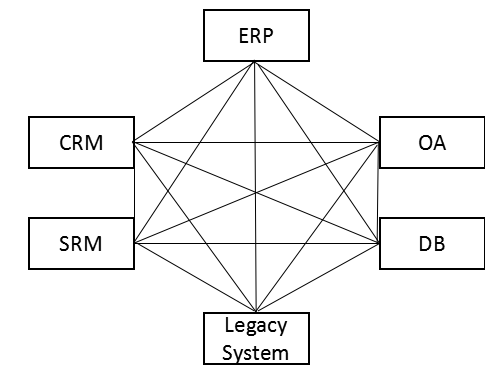 ERP
CRM
OA
SRM
DB
Legacy
System